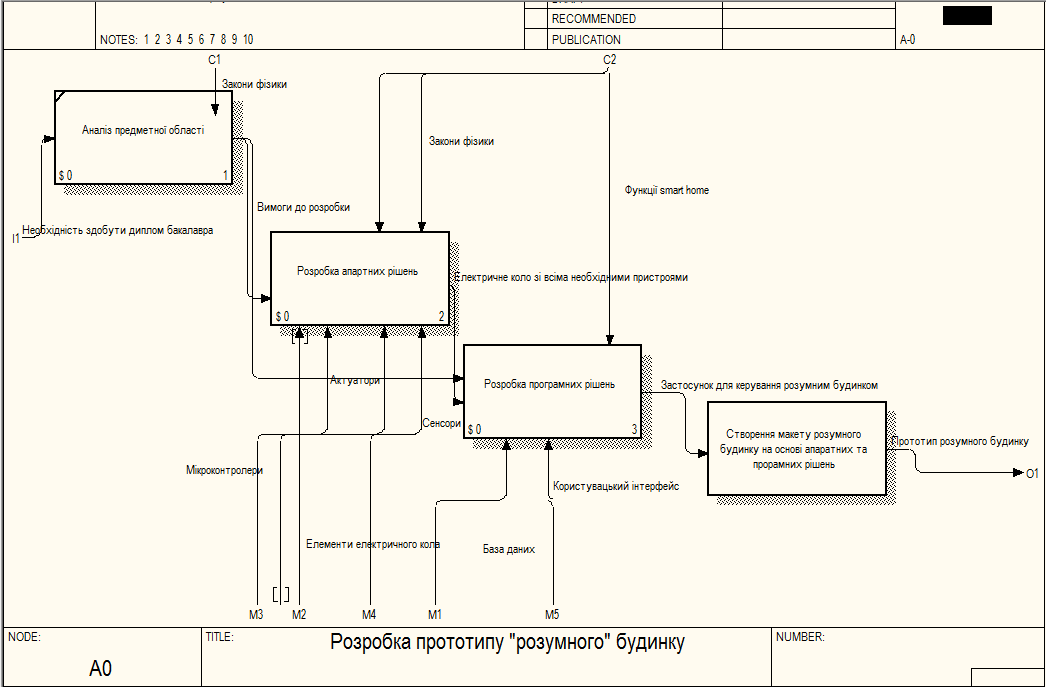 RECOMMENDED
NOTES: 1 2 3 4 5 6 7 8 9 10
PUBLICATION
A-0
C1
C2
Закони фізики
Аналіз предметної області
$ 0
1
Закони фізики
Функції smart home
Вимоги до розробки
Необхідність здобути диплом бакалавра
I1
Розробка апартних рішень
Електричне коло зі всіма необхідними пристроями
$ 0
2
Актуатори
Розробка програмних рішень
Застосунок для керування розумним будинком
Сенсори
$ 0
3
Створення макету розумного
будинку на основі апаратних та
прорамних рішень
Прототип розумного будинку
O1
Мікроконтролери
Користувацький інтерфейс
Елементи електричного кола
База даних
M3
M2
M4
M1
M5
NODE:
TITLE:
Розробка прототипу "розумного" будинку
NUMBER:
A0